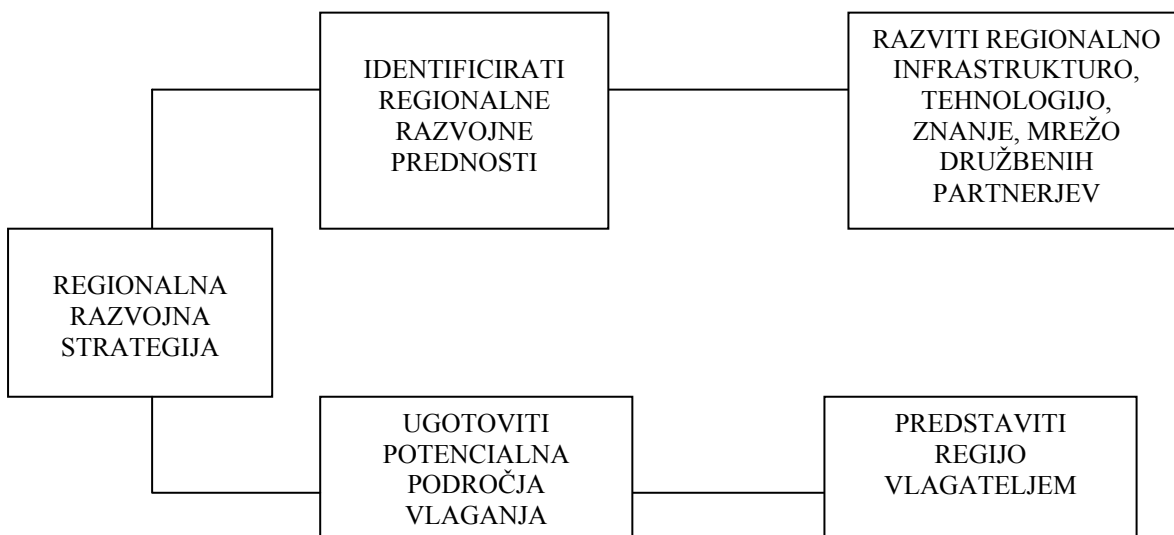 IDENTIFICIRATI
REGIONALNE
RAZVOJNE
PREDNOSTI
RAZVITI REGIONALNO
INFRASTRUKTURO,
TEHNOLOGIJO,
ZNANJE, MREŽO
DRUŽBENIH
PARTNERJEV
REGIONALNA
RAZVOJNA
STRATEGIJA
UGOTOVITI
POTENCIALNA
PODROČJA
VLAGANJA
PREDSTAVITI
REGIJO
VLAGATELJEM